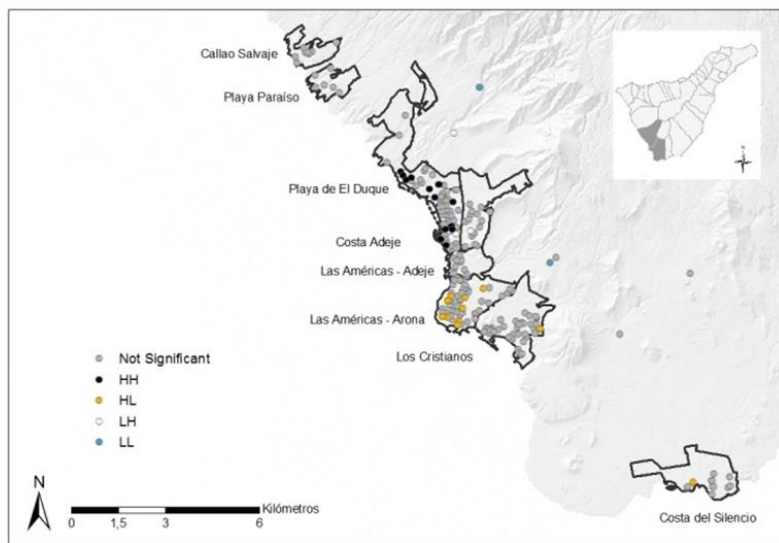 Callao Salvaje
Playa Paraíso
Playa de El Duque
Costa Adeje
Las Américas - Adeje
Las Américas - Arona
Los Cristianos
Not Significant
HH
HL
LH
LL
N
Kilómetros
0 1,5 3 6
Costa del Silencio